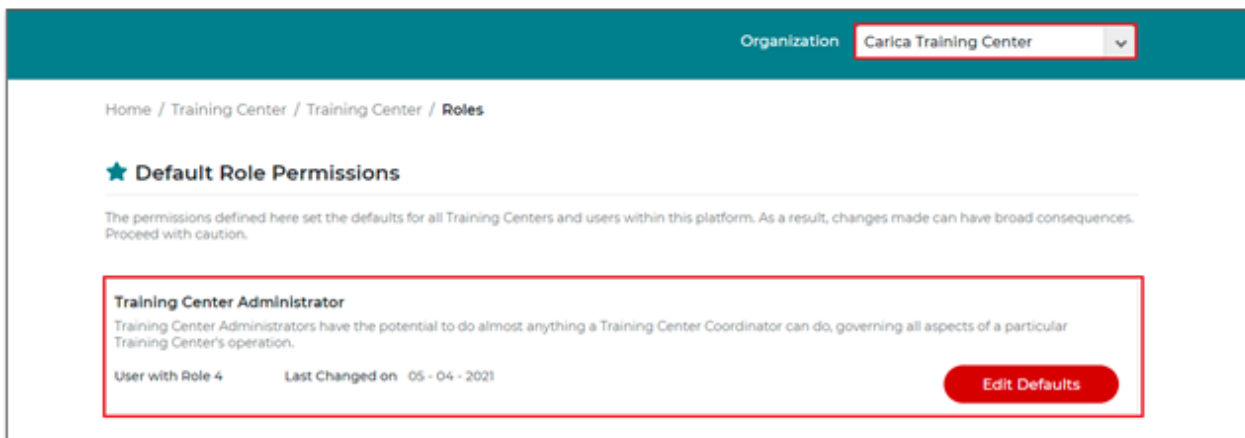 Organization Carica Training Center
Home / Training Center / Training Center / Roles
Default Role Permissions
The permissions defined here set the defaults for all Training Centers and users within this platform. As a result, changes made can have broad consequences.
Proceed with caution.
Training Center Administrator
Training Center Administrators have the potential to do almost anything a Training Center Coordinator can do, governing all aspects of a particular
Training Center's operation.
User with Role 4 Last Changed on 05 - 04 - 2021
Edit Defaults